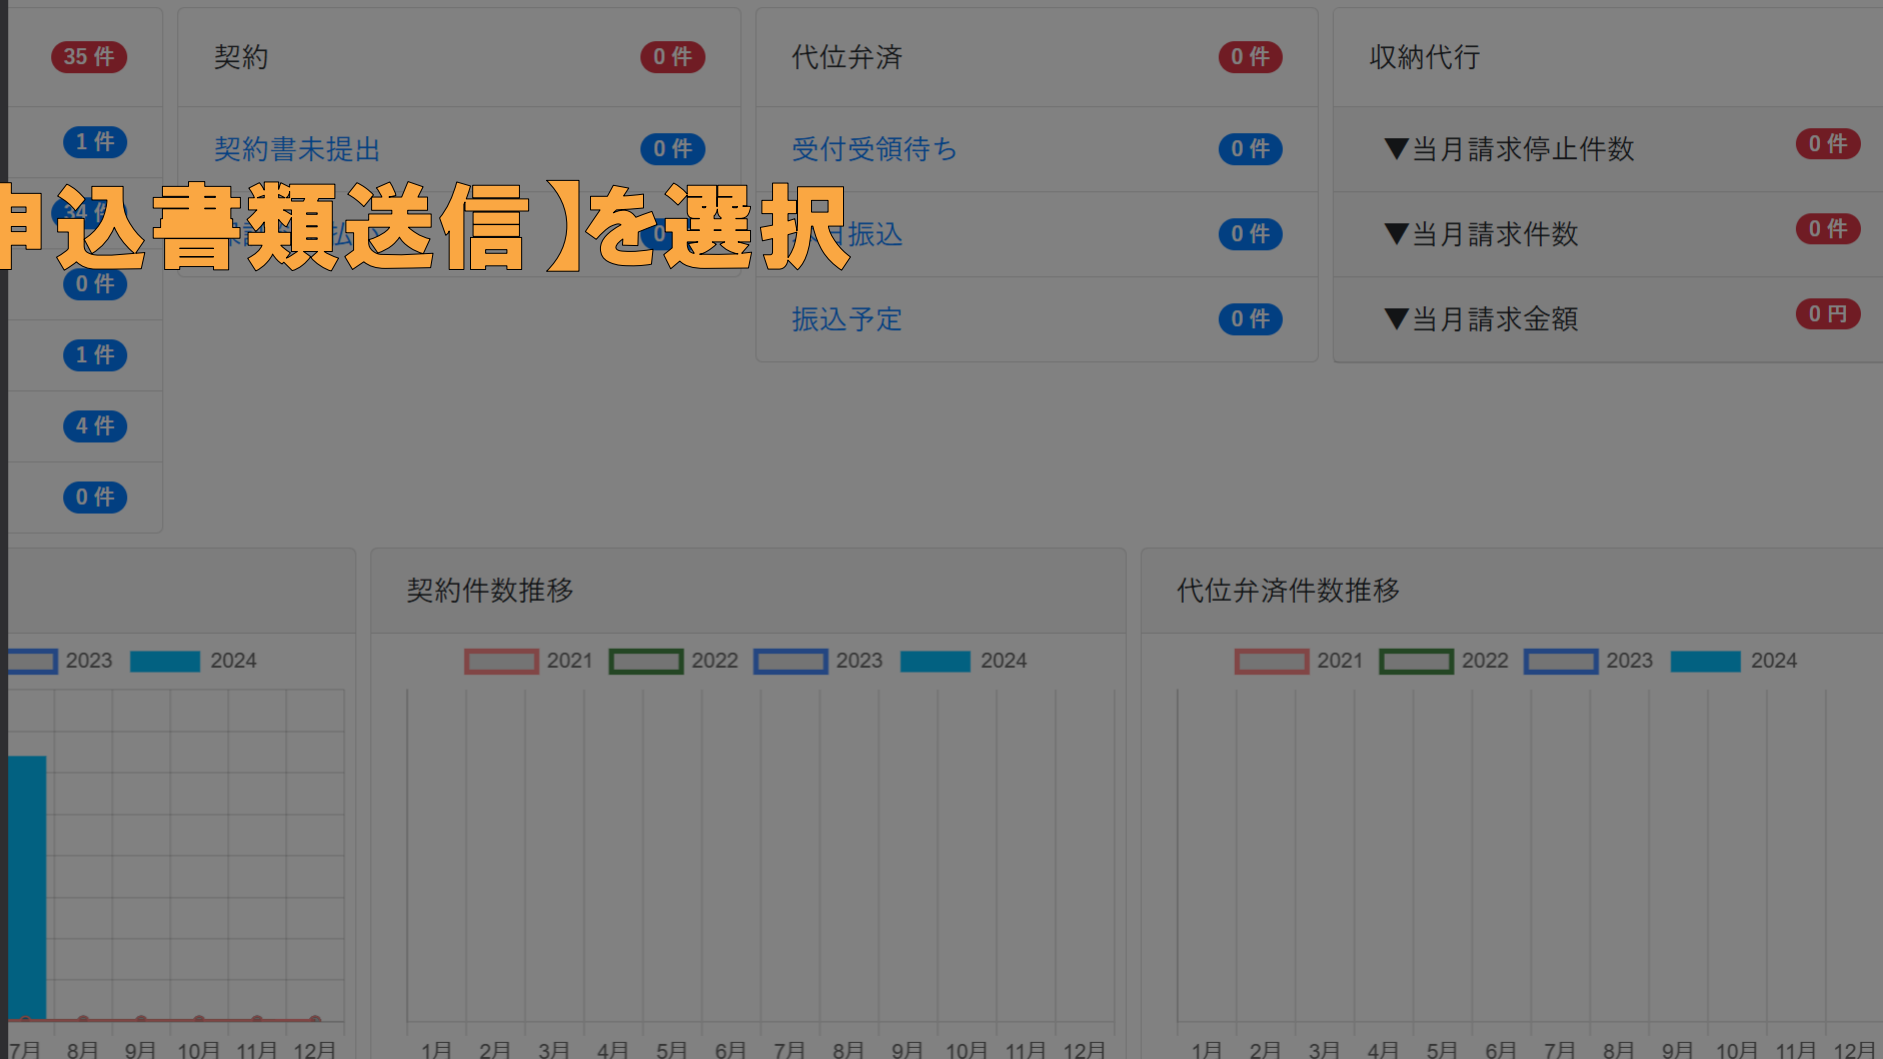 35 件
1 件
34 件
0 件
1 件
4 件
0 件
契約
0 件
契約書未提出
0 件
申込書類送信】を選択
代位弁済
0 件
受付受領待ち
0 件
振込
0 件
振込予定
0 件
収納代行
▼当月請求停止件数
0 件
▼当月請求件数
0 件
▼当月請求金額
0 円
2023
2024
7月 8月 9月 10月 11月 12月
契約件数推移
2021 2022 2023 2024
1月 2月 3月 4月 5月 6月 7月 8月 9月 10月 11月 12月
代位弁済件数推移
2021 2022 2023 2024
1月 2月 3月 4月 5月 6月 7月 8月 9月 10月 11月 12月